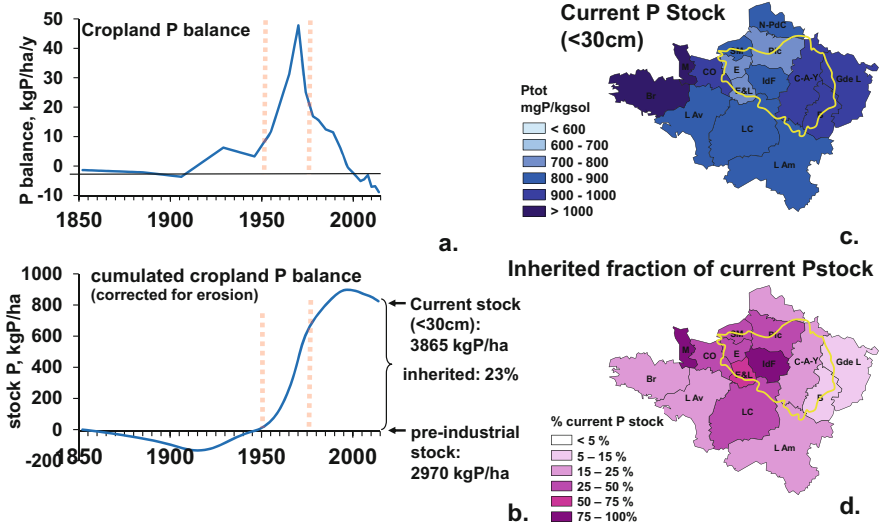 Cropland P balance
P balance, kgP/ha/y
50
40
30
20
10
0
-10
1850
1900
1950
2000
a.
cumulated cropland P balance
(corrected for erosion)
stock P, kgP/ha
1000
800
600
400
200
0
-200
1850
1900
1950
2000
Current stock
(<30cm):
3865 kgP/ha
inherited: 23%
pre-industrial
stock:
2970 kgP/ha
b.
Current P Stock
(<30cm)
Ptot
mgP/kgsol
< 600
600 - 700
700 - 800
800 - 900
900 - 1000
> 1000
N-PdC
Pic
SM
M
CO
E
IdF
C-A-Y
Gde L
Br
E&L
L Av
LC
L Am
c.
Inherited fraction of current Pstock
% current P stock
< 5 %
5 – 15 %
15 – 25 %
25 – 50 %
50 – 75 %
75 – 100%
SM
Pic
M
CO
E
IdF
C-A-Y
Gde L
Br
E&L
L Av
LC
B
L Am
d.